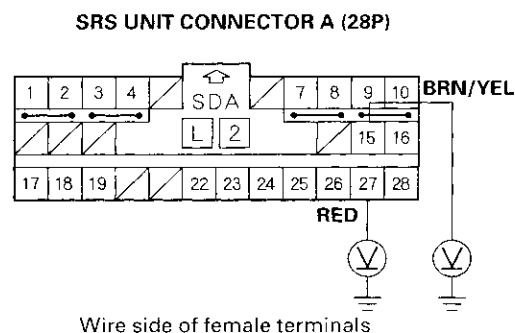 SRS UNIT CONNECTOR A (28P)
1 2 3 4 7 8 9 10 BRN/YEL
SDA
L 2 15 16
17 18 19 22 23 24 25 26 27 28
RED
V V
Wire side of female terminals